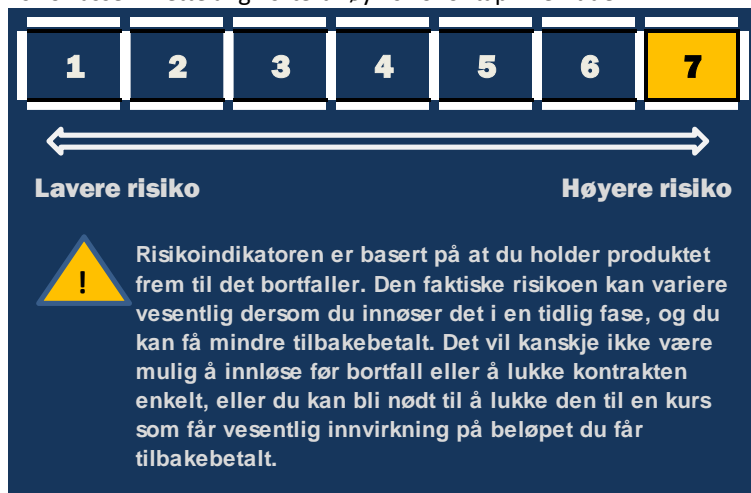 1 2 3 4 5 6 7
Lavere risiko Høyere risiko
!
Risikoindikatoren er basert på at du holder produktet
frem til det bortfaller. Den faktiske risikoen kan variere
vesentlig dersom du innøser det i en tidlig fase, og du
kan få mindre tilbakebetalt. Det vil kanskje ikke være
mulig å innløse før bortfall eller å lukke kontrakten
enkelt, eller du kan bli nødt til å lukke den til en kurs
som får vesentlig innvirkning på beløpet du får
tilbakebetalt.